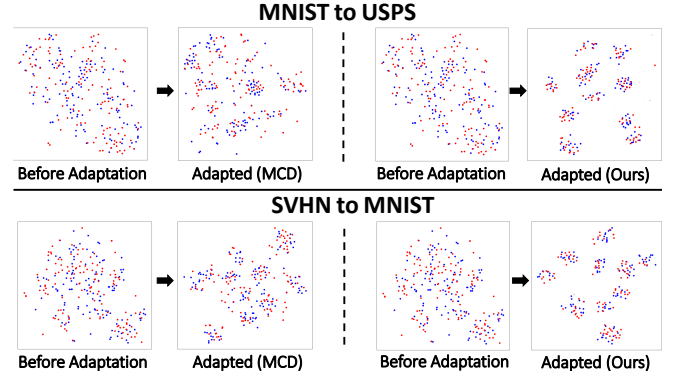 MNIST to USPS
Before Adaptation
Adapted (MCD)
Before Adaptation
Adapted (Ours)
SVHN to MNIST
Before Adaptation
Adapted (MCD)
Before Adaptation
Adapted (Ours)